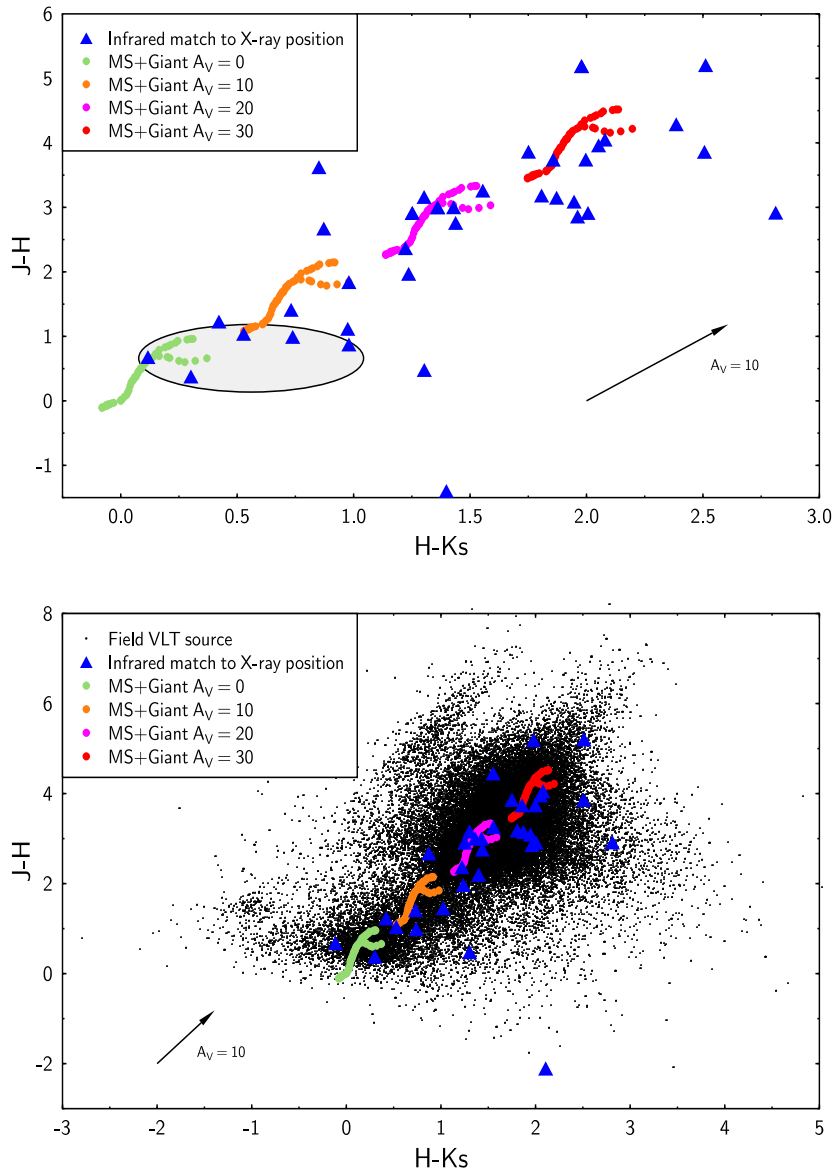 6
5
4
3
2
1
0
-1
J-H
Infrared match to X-ray position
MS+Giant A_V = 0
MS+Giant A_V = 10
MS+Giant A_V = 20
MS+Giant A_V = 30
A_V = 10
0.0 0.5 1.0 1.5 2.0 2.5 3.0
H-Ks
8
6
4
2
0
-2
J-H
Field VLT source
Infrared match to X-ray position
MS+Giant A_V = 0
MS+Giant A_V = 10
MS+Giant A_V = 20
MS+Giant A_V = 30
A_V = 10
-3 -2 -1 0 1 2 3 4 5
H-Ks